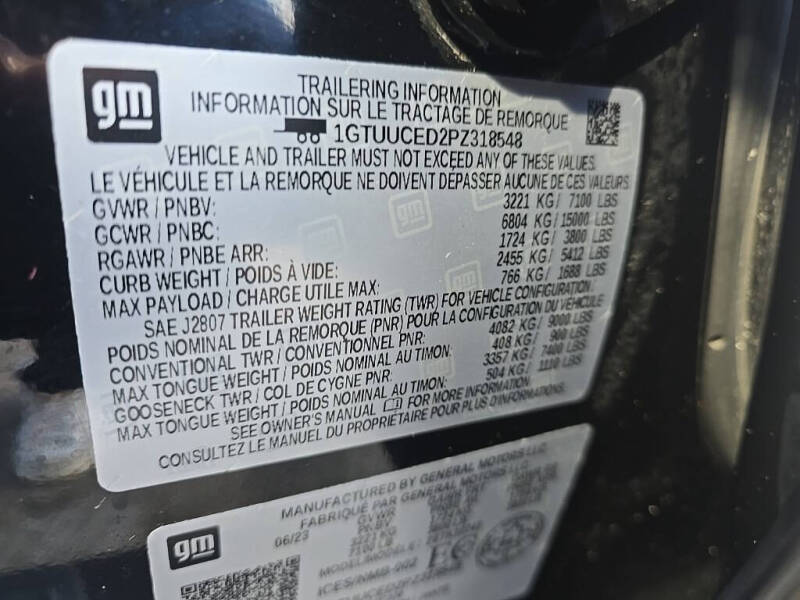 gm
TRAILERING INFORMATION
INFORMATION SUR LE TRACTAGE DE REMORQUE
1GTUUCED2PZ318548
VEHICLE AND TRAILER MUST NOT EXCEED ANY OF THESE VALUES.
LE VÉHICULE ET LA REMORQUE NE DOIVENT DÉPASSER AUCUNE DE CES VALEURS.
GVWR / PNBV: 3221 KG/ 7100 LBS
GCWR / PNBC: 6804 KG/ 15000 LBS
RGAWR / PNBE ARR: 1724 KG/ 3800 LBS
CURB WEIGHT / POIDS À VIDE: 2455 KG/ 5412 LBS
MAX PAYLOAD / CHARGE UTILE MAX: 766 KG/ 1688 LBS
SAE J2807 TRAILER WEIGHT RATING (TWR) FOR VEHICLE CONFIGURATION/
POIDS NOMINAL DE LA REMORQUE (PNR) POUR LA CONFIGURATION DU VÉHICULE
CONVENTIONAL TWR / CONVENTIONNEL PNR: 4082 KG/ 9000 LBS
MAX TONGUE WEIGHT / POIDS NOMINAL AU TIMON: 408 KG/ 900 LBS
GOOSENECK TWR / COL DE CYGNE PNR: 3357 KG/ 7400 LBS
MAX TONGUE WEIGHT / POIDS NOMINAL AU TIMON: 504 KG/ 1110 LBS
SEE OWNER'S MANUAL FOR MORE INFORMATION
CONSULTEZ LE MANUEL DU PROPRIÉTAIRE POUR PLUS D'INFORMATIONS.
gm
MANUFACTURED BY GENERAL MOTORS LLC
FABRIQUÉ PAR GENERAL MOTORS LLC
06/23
GVWR
PNBV
3221 KG
7100 LB